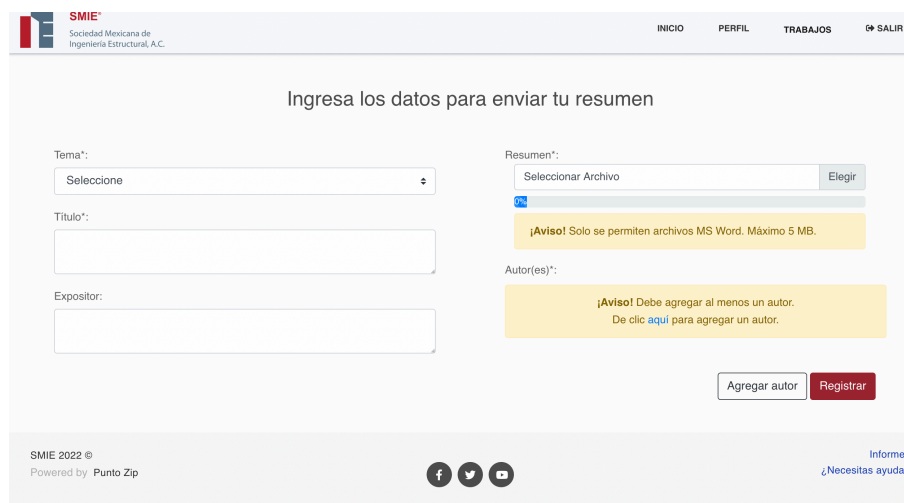 SMIE®
Sociedad Mexicana de
Ingeniería Estructural, A.C.
INICIO PERFIL TRABAJOS SALIR
Ingresa los datos para enviar tu resumen
Tema*:
Seleccione
Título*:
Expositor:
Resumen*:
Seleccionar Archivo Elegir
0%
¡Aviso! Solo se permiten archivos MS Word. Máximo 5 MB.
Autor(es)*:
¡Aviso! Debe agregar al menos un autor.
De clic aquí para agregar un autor.
Agregar autor Registrar
SMIE 2022 ©
Powered by Punto Zip
Informe
¿Necesitas ayuda